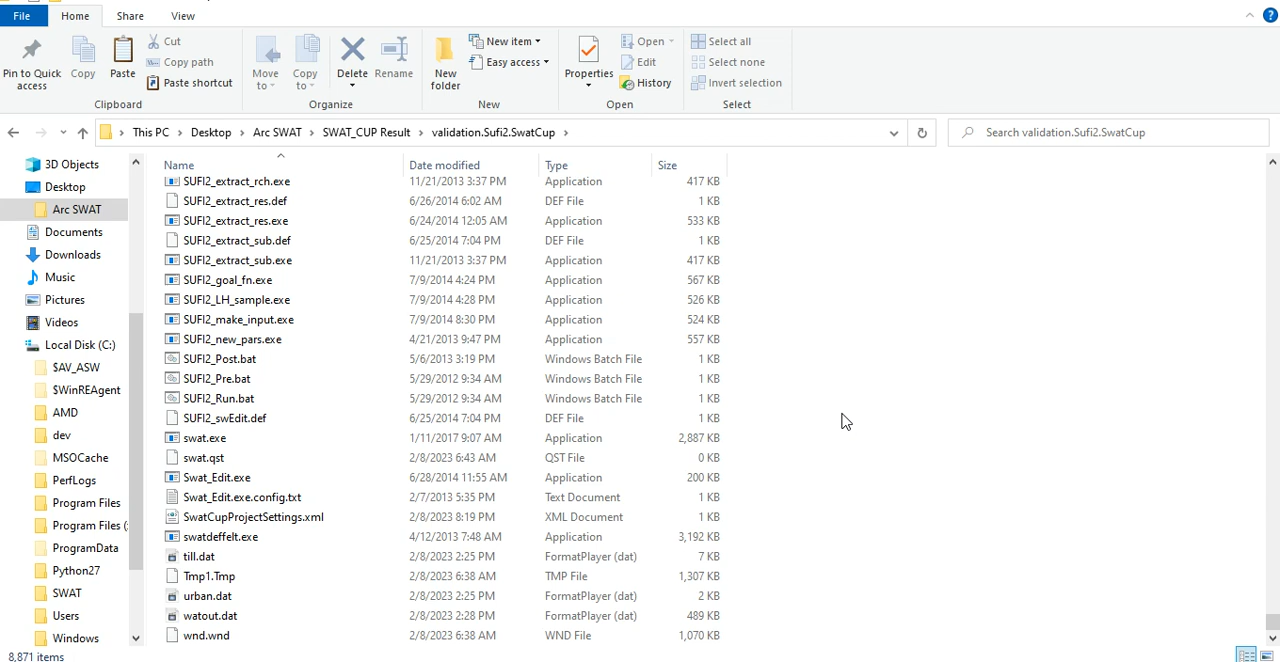 File Home Share View
Pin to Quick access
Copy
Paste
Cut
Copy path
Paste shortcut
Clipboard
Move to
Copy to
Delete
Rename
Organize
New folder
New item
Easy access
New
Properties
Open
Edit
History
Open
Select all
Select none
Invert selection
Select
This PC > Desktop > Arc SWAT > SWAT_CUP Result > validation.Sufi2.SwatCup >
Search validation.Sufi2.SwatCup
3D Objects
Desktop
Arc SWAT
Documents
Downloads
Music
Pictures
Videos
Local Disk (C:)
$AV_ASW
$WinREAgent
AMD
dev
MSOCache
PerfLogs
Program Files
Program Files (
ProgramData
Python27
SWAT
Users
Windows
Name Date modified Type Size
SUFI2_extract_rch.exe 11/21/2013 3:37 PM Application 417 KB
SUFI2_extract_res.def 6/26/2014 6:02 AM DEF File 1 KB
SUFI2_extract_res.exe 6/24/2014 12:05 AM Application 533 KB
SUFI2_extract_sub.def 6/25/2014 7:04 PM DEF File 1 KB
SUFI2_extract_sub.exe 11/21/2013 3:37 PM Application 417 KB
SUFI2_goal_fn.exe 7/9/2014 4:24 PM Application 567 KB
SUFI2_LH_sample.exe 7/9/2014 4:28 PM Application 526 KB
SUFI2_make_input.exe 7/9/2014 8:30 PM Application 524 KB
SUFI2_new_pars.exe 4/21/2013 9:47 PM Application 557 KB
SUFI2_Post.bat 5/6/2013 3:19 PM Windows Batch File 1 KB
SUFI2_Pre.bat 5/29/2012 9:34 AM Windows Batch File 1 KB
SUFI2_Run.bat 5/29/2012 9:34 AM Windows Batch File 1 KB
SUFI2_swEdit.def 6/25/2014 7:04 PM DEF File 1 KB
swat.exe 1/11/2017 9:07 AM Application 2,887 KB
swat.qst 2/8/2023 6:43 AM QST File 0 KB
Swat_Edit.exe 6/28/2014 11:55 AM Application 200 KB
Swat_Edit.exe.config.txt 2/7/2013 5:35 PM Text Document 1 KB
SwatCupProjectSettings.xml 2/8/2023 8:19 PM XML Document 1 KB
swatdeffelt.exe 4/12/2013 7:48 AM Application 3,192 KB
till.dat 2/8/2023 2:25 PM FormatPlayer (dat) 7 KB
Tmp1.Tmp 2/8/2023 6:38 AM TMP File 1,307 KB
urban.dat 2/8/2023 2:25 PM FormatPlayer (dat) 2 KB
watout.dat 2/8/2023 2:28 PM FormatPlayer (dat) 489 KB
wnd.wnd 2/8/2023 6:38 AM WND File 1,070 KB
8,871 items